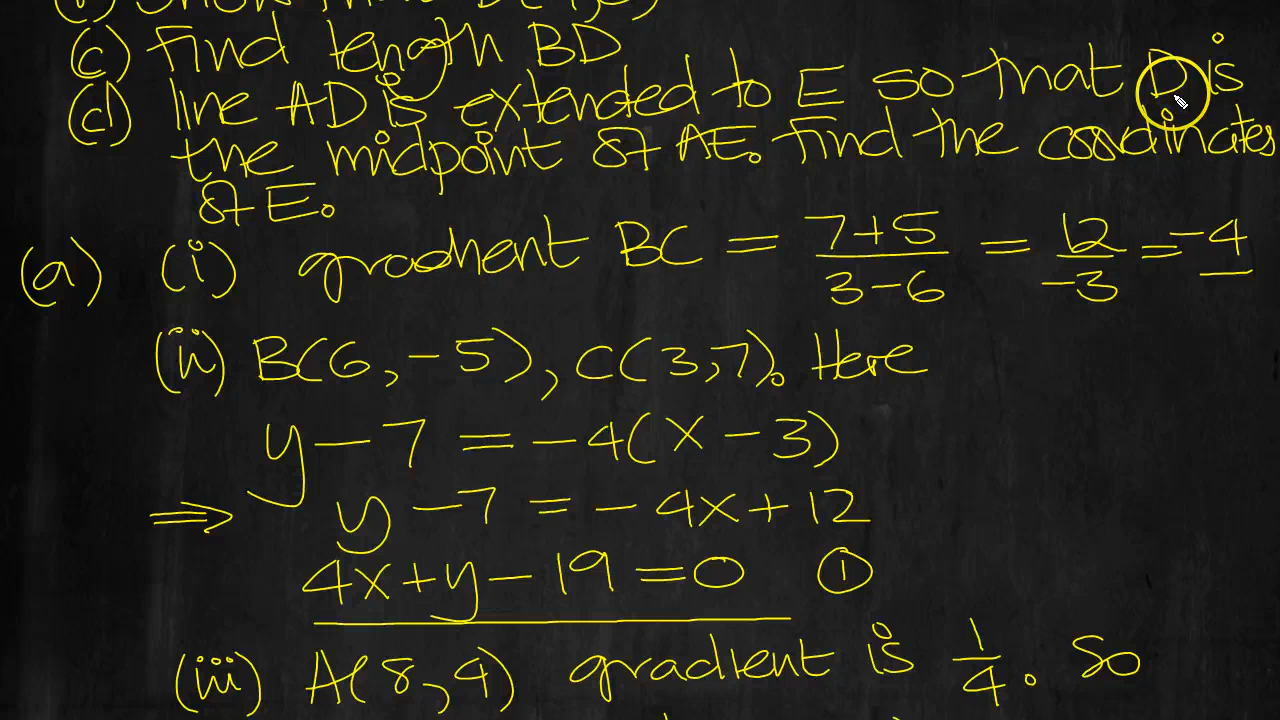 (c) find length BD
(d) line AD is extended to E so that D is
the midpoint of AE. find the coordinates
of E.
(a) (i) gradient BC = 7+5/3-6 = 12/-3 = -4
(ii) B(6, -5), C(3,7). Here
y - 7 = -4(x - 3)
⇒ y - 7 = - 4x + 12
4x + y - 19 = 0 ①
(iii) A(8,4) gradient is 1/4. So